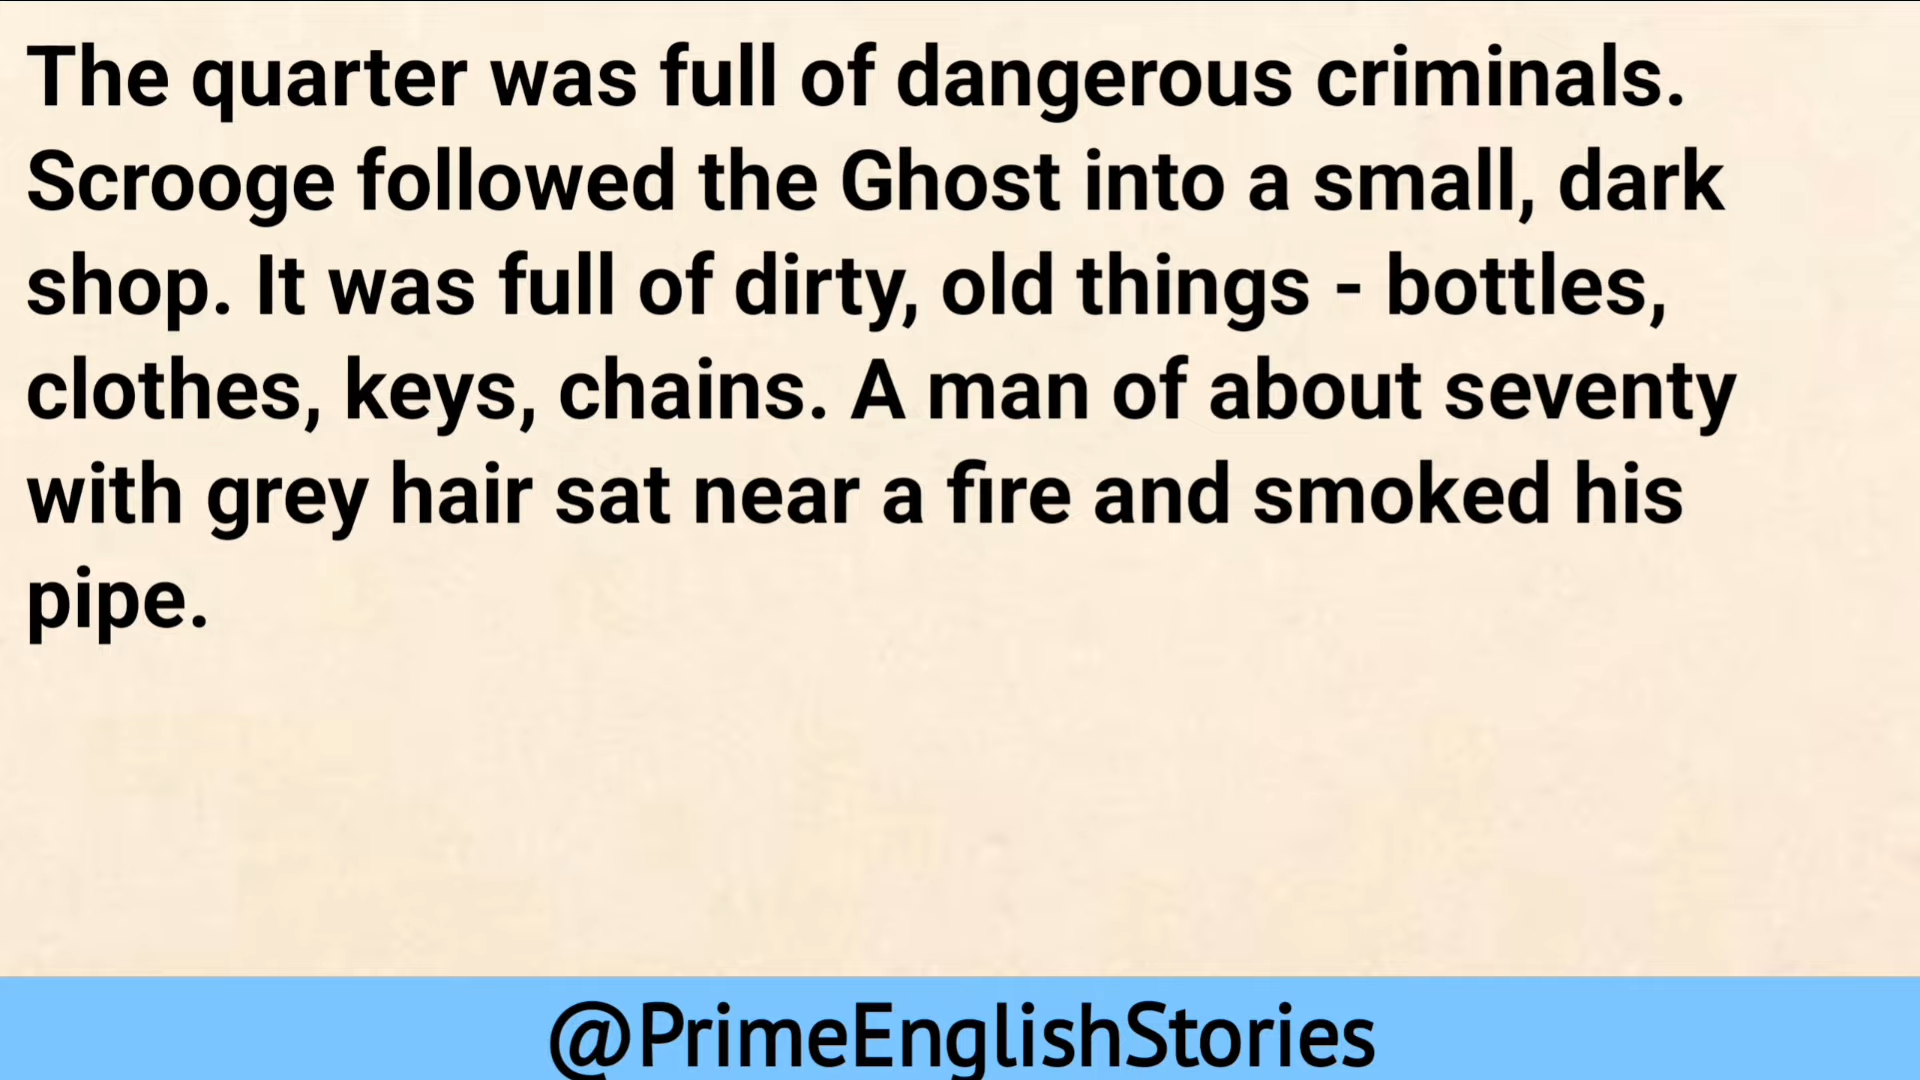 The quarter was full of dangerous criminals.
Scrooge followed the Ghost into a small, dark
shop. It was full of dirty, old things - bottles,
clothes, keys, chains. A man of about seventy
with grey hair sat near a fire and smoked his
pipe.
@PrimeEnglishStories